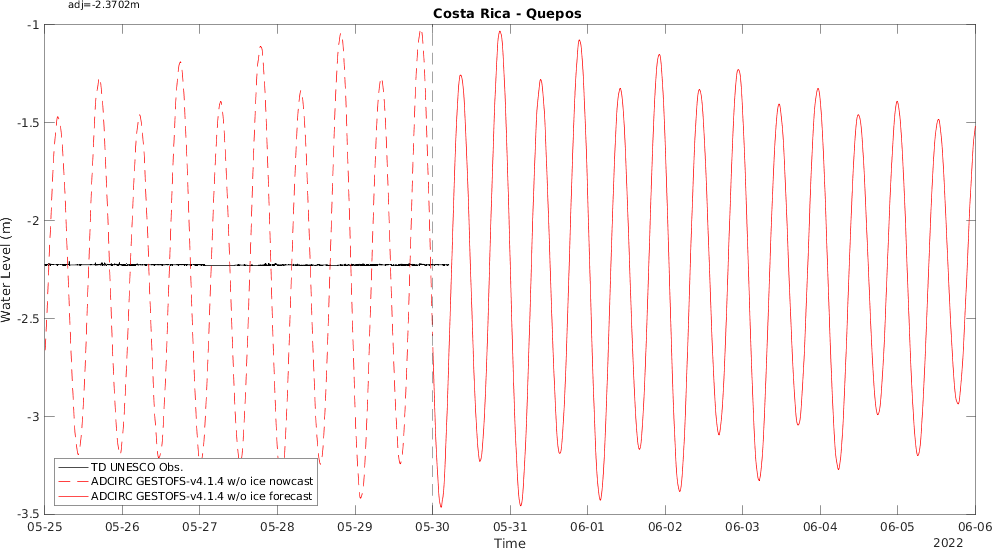 adj=-2.3702m
Costa Rica - Quepos
Water Level (m)
-1
-1.5
-2
-2.5
-3
-3.5
TD UNESCO Obs.
ADCIRC GESTOFS-v4.1.4 w/o ice nowcast
ADCIRC GESTOFS-v4.1.4 w/o ice forecast
05-25 05-26 05-27 05-28 05-29 05-30 05-31 06-01 06-02 06-03 06-04 06-05 06-06
Time
2022